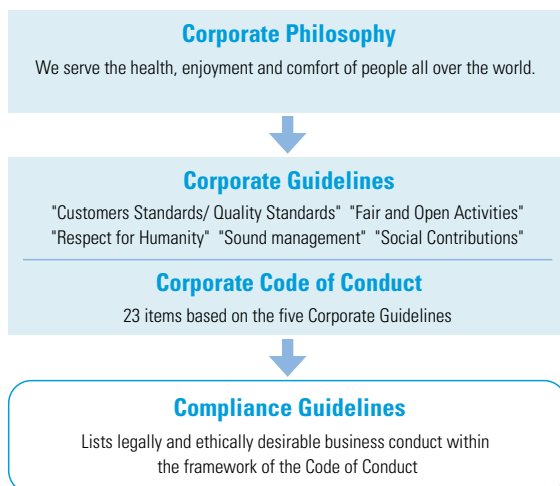 Corporate Philosophy
We serve the health, enjoyment and comfort of people all over the world.
Corporate Guidelines
"Customers Standards/ Quality Standards" "Fair and Open Activities"
"Respect for Humanity" "Sound management" "Social Contributions"
Corporate Code of Conduct
23 items based on the five Corporate Guidelines
Compliance Guidelines
Lists legally and ethically desirable business conduct within
the framework of the Code of Conduct